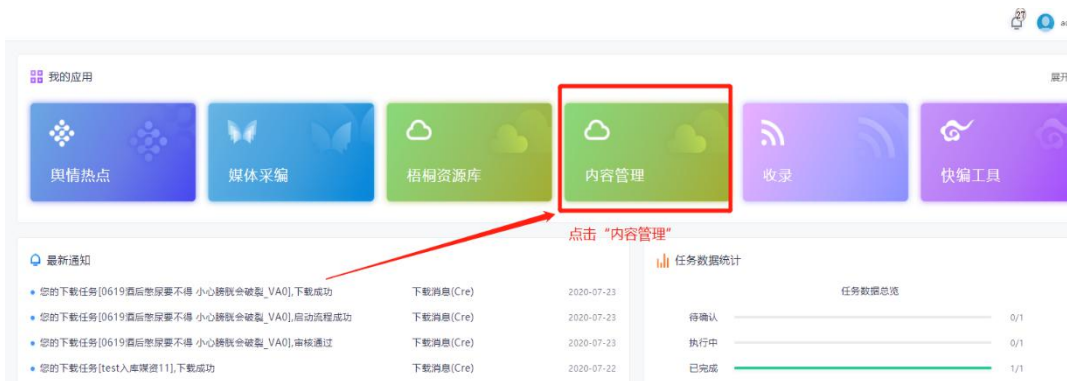 27
我的应用
舆情热点
媒体采编
梧桐资源库
内容管理
收录
快编工具
点击 “内容管理”
最新通知
您的下载任务[0619酒后憋尿要不得 小心膀胱会破裂_VA0],下载成功 下载消息(Cre) 2020-07-23
您的下载任务[0619酒后憋尿要不得 小心膀胱会破裂_VA0],启动流程成功 下载消息(Cre) 2020-07-23
您的下载任务[0619酒后憋尿要不得 小心膀胱会破裂_VA0],审核通过 下载消息(Cre) 2020-07-23
您的下载任务[test入库媒资11],下载成功 下载消息(Cre) 2020-07-22
任务数据统计
任务数据总览
待确认 0/1
执行中 0/1
已完成 1/1